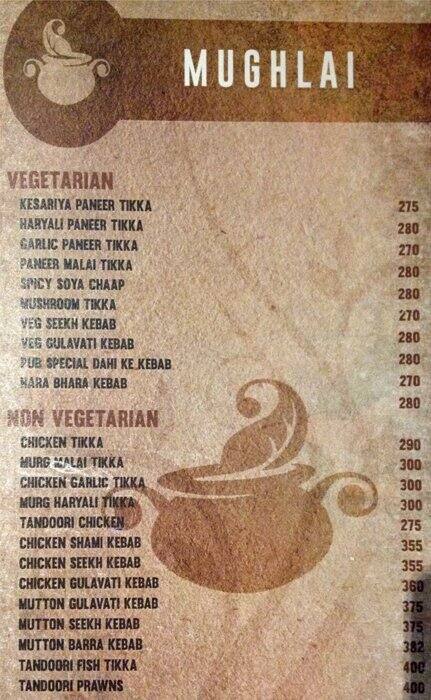 MUGHLAI
VEGETARIAN
KESARIYA PANEER TIKKA 275
HARYALI PANEER TIKKA 280
GARLIC PANEER TIKKA 270
PANEER MALAI TIKKA 280
SPICY SOYA CHAAP 280
MUSHROOM TIKKA 270
VEG SEEKH KEBAB 280
VEG GULAVATI KEBAB 280
PUB SPECIAL DAHI KE KEBAB 270
HARA BHARA KEBAB 280
NON VEGETARIAN
CHICKEN TIKKA 290
MURG MALAI TIKKA 300
CHICKEN GARLIC TIKKA 300
MURG HARYALI TIKKA 300
TANDOORI CHICKEN 275
CHICKEN SHAMI KEBAB 355
CHICKEN SEEKH KEBAB 355
CHICKEN GULAVATI KEBAB 360
MUTTON GULAVATI KEBAB 375
MUTTON SEEKH KEBAB 375
MUTTON BARRA KEBAB 382
TANDOORI FISH TIKKA 400
TANDOORI PRAWNS 400